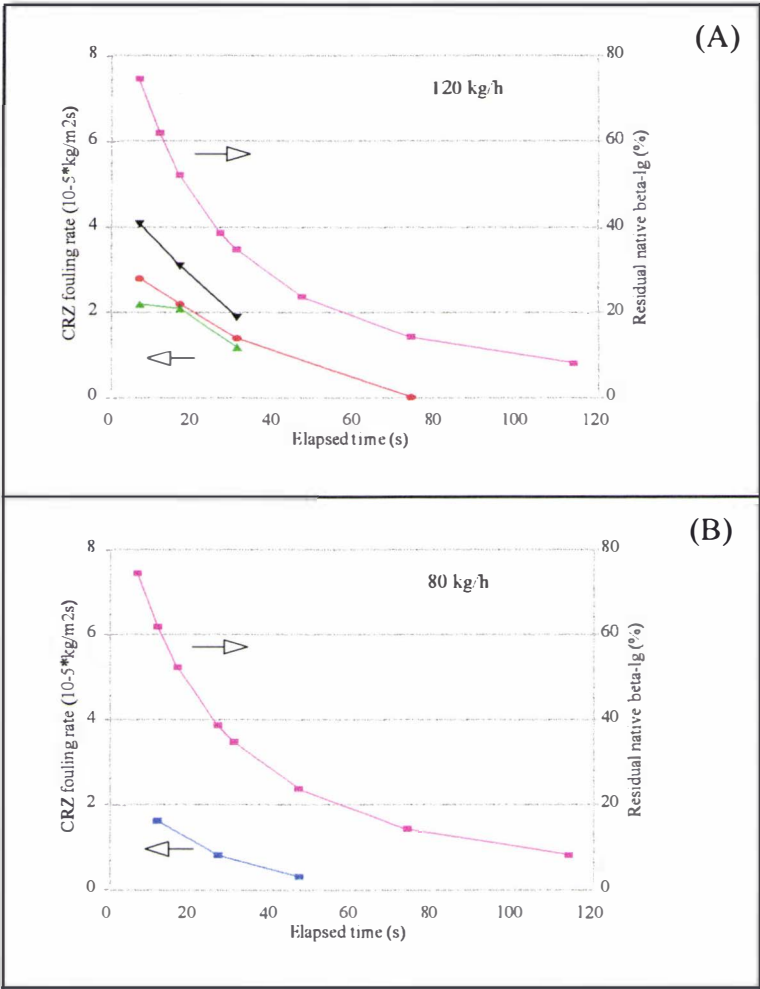 (A)
120 kg/h
CRZ fouling rate (10-5*kg/m2s)
8
6
4
2
0
80
60
40
20
0
Residual native beta-lg (%)
0 20 40 60 80 100 120
Elapsed time (s)
(B)
80 kg/h
CRZ fouling rate (10-5*kg/m2s)
8
6
4
2
0
80
60
40
20
0
Residual native beta-lg (%)
0 20 40 60 80 100 120
Elapsed time (s)